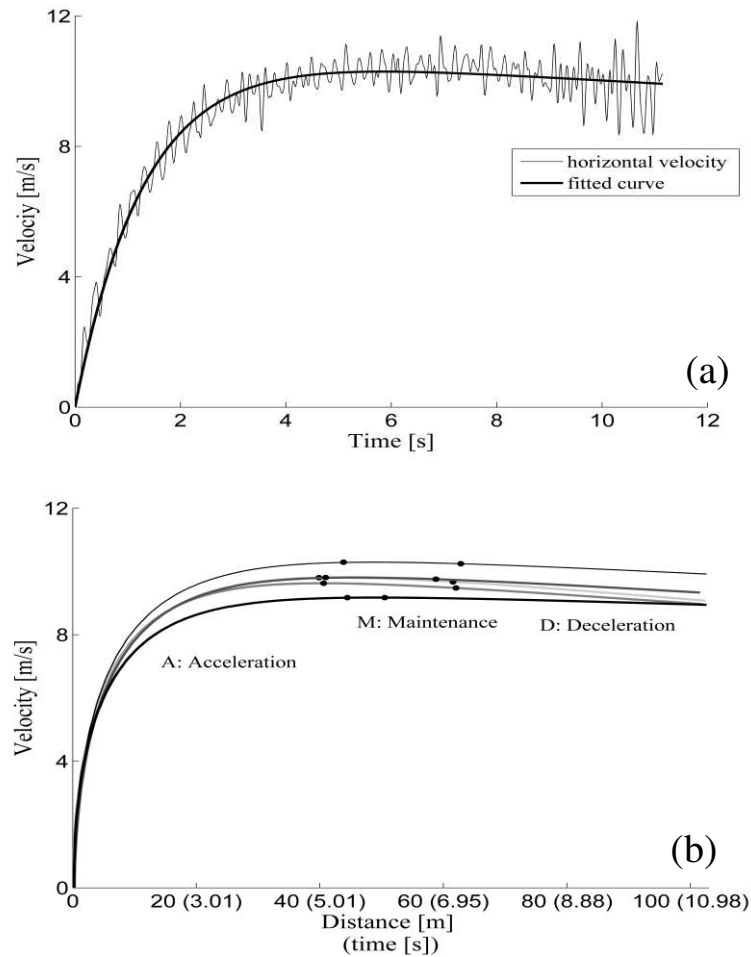 12
8
4
0
Velociy [m/s]
horizontal velocity
fitted curve
(a)
0 2 4 6 8 10 12
Time [s]
12
8
4
0
Velocity [m/s]
M: Maintenance
D: Deceleration
A: Acceleration
(b)
0 20 (3.01) 40 (5.01) 60 (6.95) 80 (8.88) 100 (10.98)
Distance [m]
(time [s])